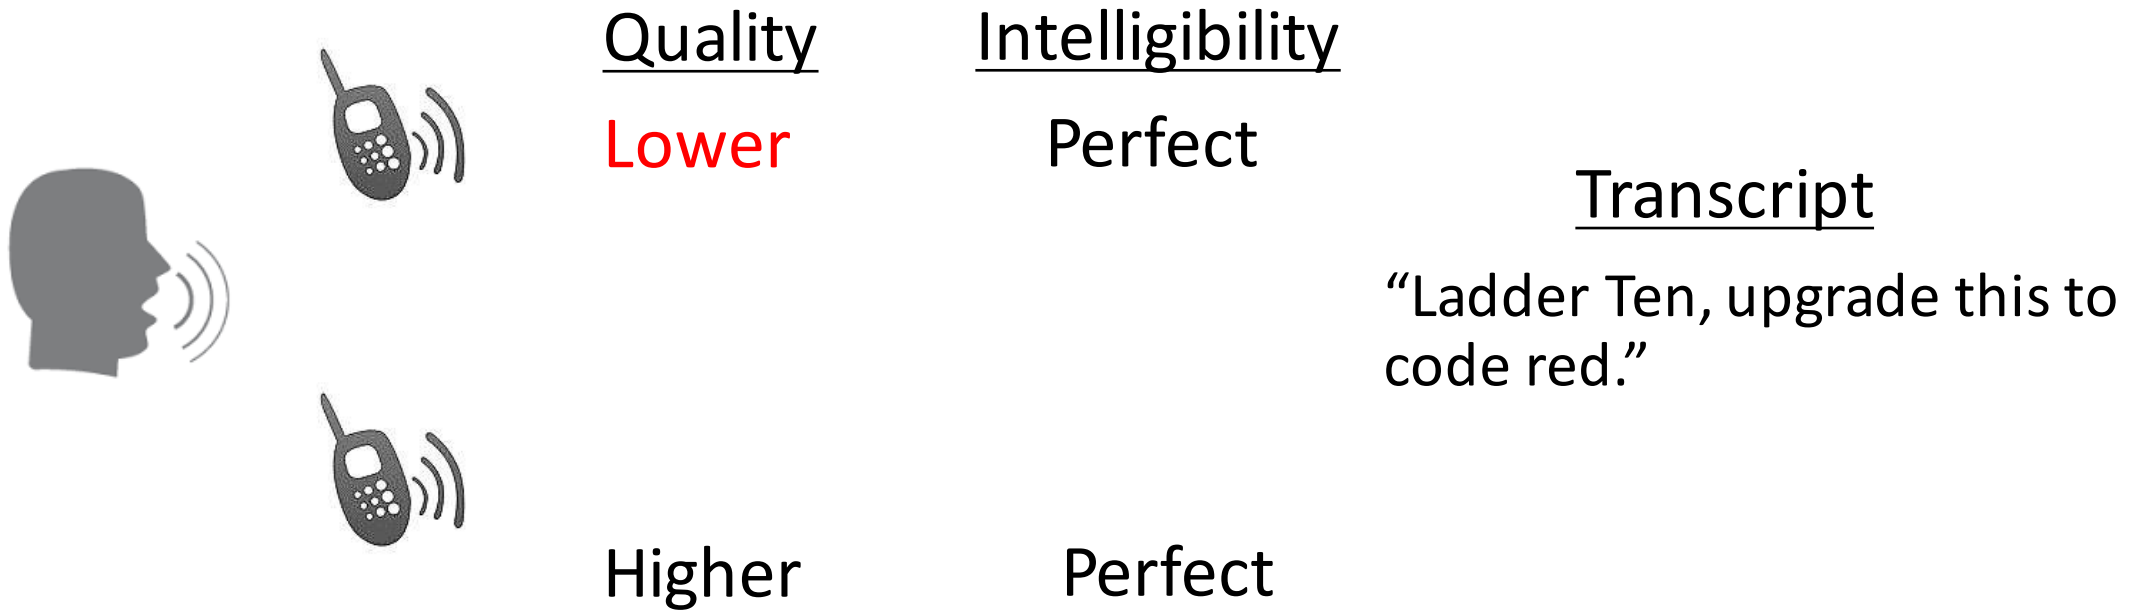 Quality Intelligibility
Lower Perfect
Transcript
“Ladder Ten, upgrade this to
code red.”
Higher Perfect